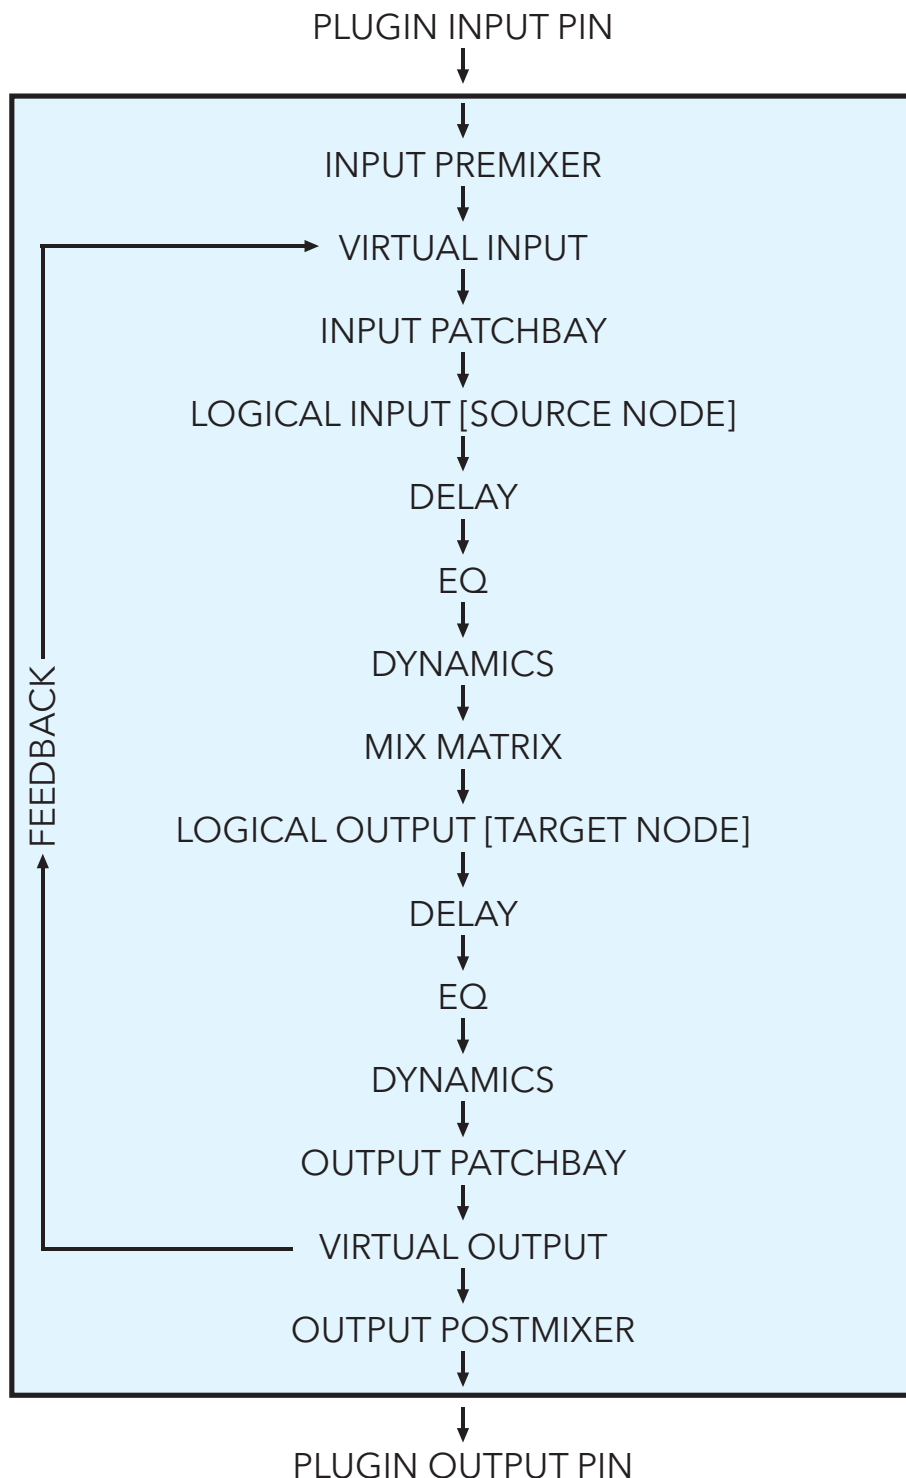 PLUGIN INPUT PIN
INPUT PREMIXER
VIRTUAL INPUT
INPUT PATCHBAY
LOGICAL INPUT [SOURCE NODE]
DELAY
EQ
DYNAMICS
MIX MATRIX
LOGICAL OUTPUT [TARGET NODE]
DELAY
EQ
DYNAMICS
OUTPUT PATCHBAY
VIRTUAL OUTPUT
OUTPUT POSTMIXER
PLUGIN OUTPUT PIN
FEEDBACK